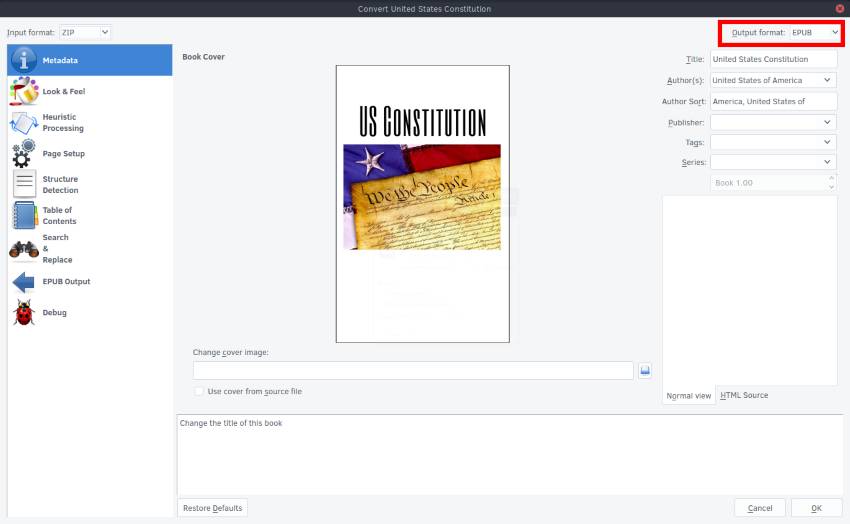 Convert United States Constitution
Input format: ZIP
Output format: EPUB
Metadata
Look & Feel
Heuristic
Processing
Page Setup
Structure
Detection
Table of
Contents
Search
&
Replace
EPUB Output
Debug
Book Cover
US CONSTITUTION
We the People
Article 1
Change cover image:
Use cover from source file
Title: United States Constitution
Author(s): United States of America
Author Sort: America, United States of
Publisher:
Tags:
Series:
Book 1.00
Normal view
HTML Source
Change the title of this book
Restore Defaults
Cancel
OK